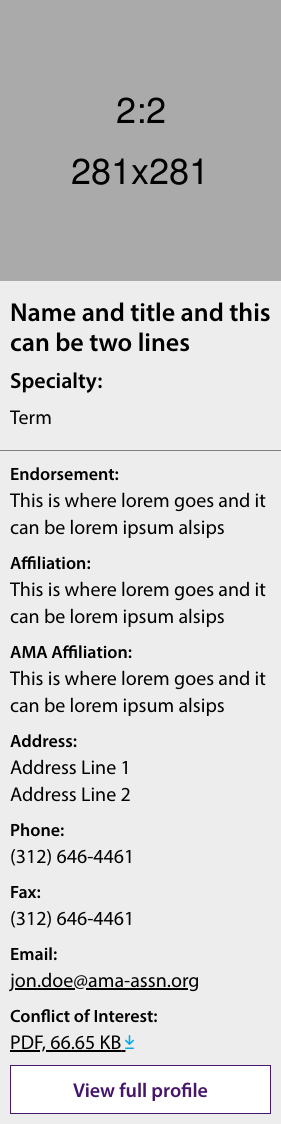 2:2
281x281
Name and title and this
can be two lines
Specialty:
Term
Endorsement:
This is where lorem goes and it
can be lorem ipsum alsips
Affiliation:
This is where lorem goes and it
can be lorem ipsum alsips
AMA Affiliation:
This is where lorem goes and it
can be lorem ipsum alsips
Address:
Address Line 1
Address Line 2
Phone:
(312) 646-4461
Fax:
(312) 646-4461
Email:
jon.doe@ama-assn.org
Conflict of Interest:
PDF, 66.65 KB
View full profile